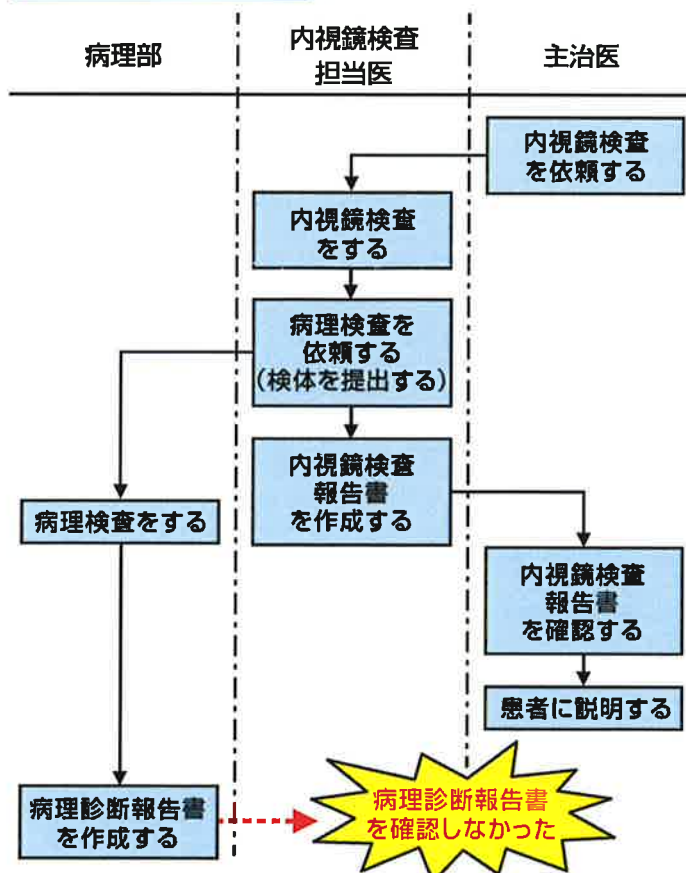 病理部
内視鏡検査
担当医
主治医
内視鏡検査
を依頼する
内視鏡検査
をする
病理検査を
依頼する
（検体を提出する）
内視鏡検査
報告書
を作成する
病理検査をする
内視鏡検査
報告書
を確認する
患者に説明する
病理診断報告書
を作成する
病理診断報告書
を確認しなかった